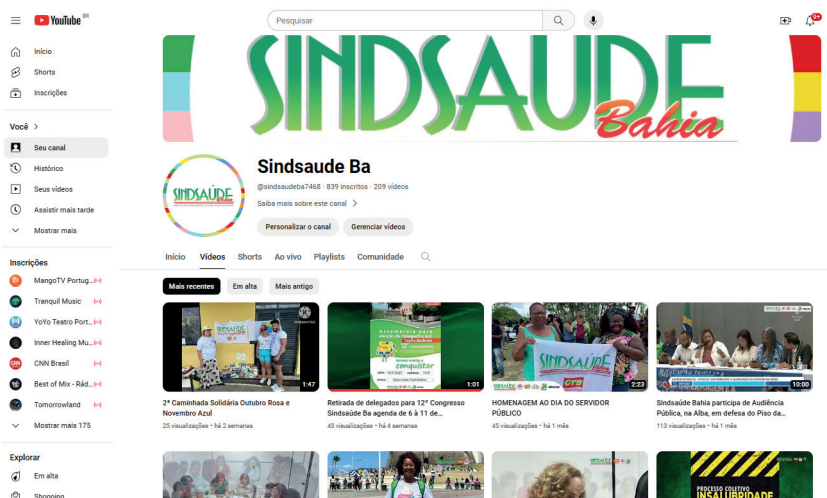 YouTube BR
Pesquisar
9+
Início
Shorts
Inscrições
Você >
Seu canal
Histórico
Seus vídeos
Assistir mais tarde
Mostrar mais
Inscrições
MangoTV Portug...
Tranquil Music
YoYo Teatro Port...
Inner Healing Mu...
CNN Brasil
Best of Mix - Rád...
Tomorrowland
Mostrar mais 175
Explorar
Em alta
Shopping
SINDSAUDE
Bahia
SINDSAÚDE
Sindsaude Ba
@sindsaudeba7468 · 839 inscritos · 209 vídeos
Saiba mais sobre este canal >
Personalizar o canal
Gerenciar vídeos
Início Vídeos Shorts Ao vivo Playlists Comunidade
Mais recentes Em alta Mais antigo
SINDSAÚDE
1:47
2ª Caminhada Solidária Outubro Rosa e
Novembro Azul
25 visualizações · há 2 semanas
Assembleia para
conquistar
1:01
Retirada de delegados para 12º Congresso
Sindsaúde Ba agenda de 6 à 11 de...
43 visualizações · há 4 semanas
SINDSAÚDE
2:23
HOMENAGEM AO DIA DO SERVIDOR
PÚBLICO
45 visualizações · há 1 mês
10:00
Sindsaúde Bahia participa de Audiência
Pública, na Alba, em defesa do Piso da...
113 visualizações · há 1 mês
PROCESSO COLETIVO
INSALUBRIDADE